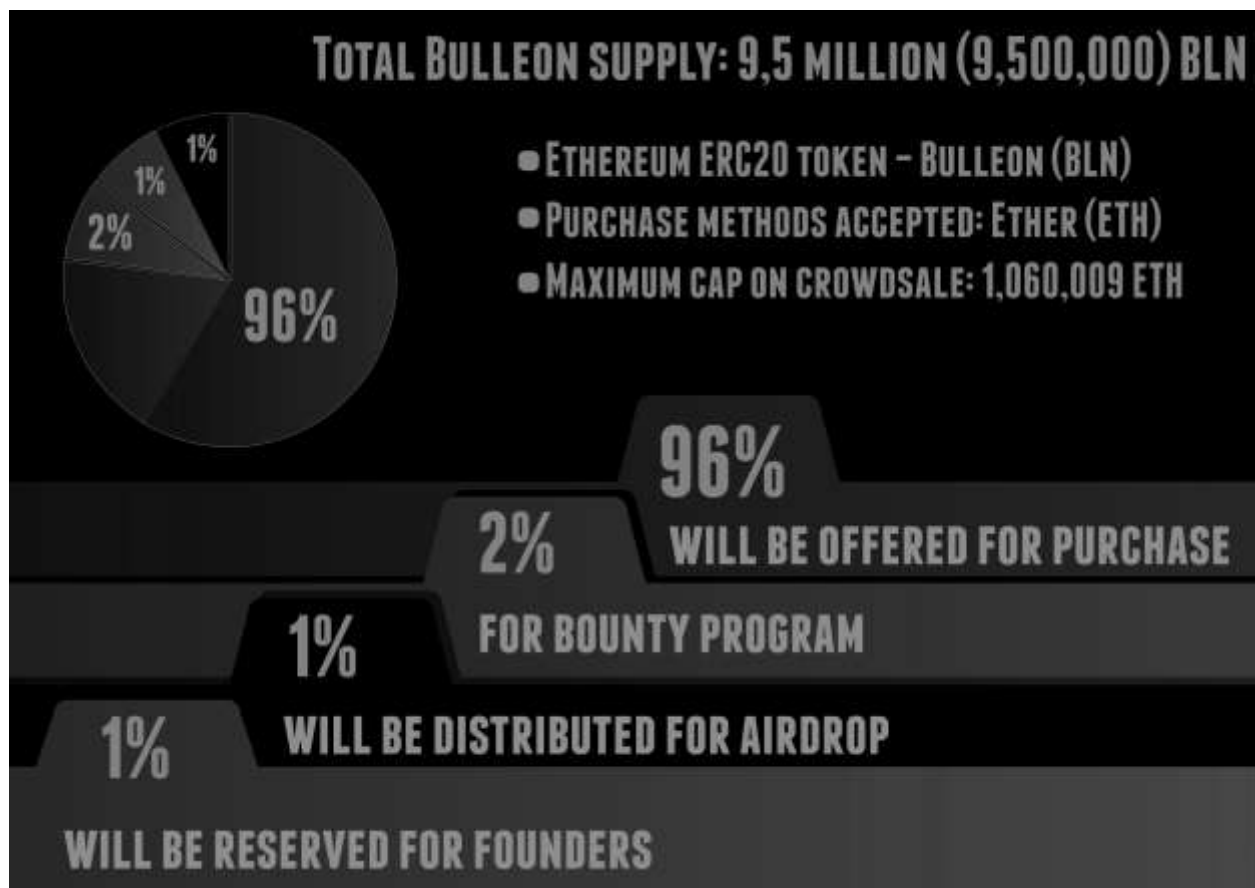 TOTAL BULLEON SUPPLY: 9,5 MILLION (9,500,000) BLN
1%
1%
2%
96%
• ETHEREUM ERC20 TOKEN – BULLEON (BLN)
• PURCHASE METHODS ACCEPTED: ETHER (ETH)
• MAXIMUM CAP ON CROWDSALE: 1,060,009 ETH
96%
WILL BE OFFERED FOR PURCHASE
2%
FOR BOUNTY PROGRAM
1%
WILL BE DISTRIBUTED FOR AIRDROP
1%
WILL BE RESERVED FOR FOUNDERS